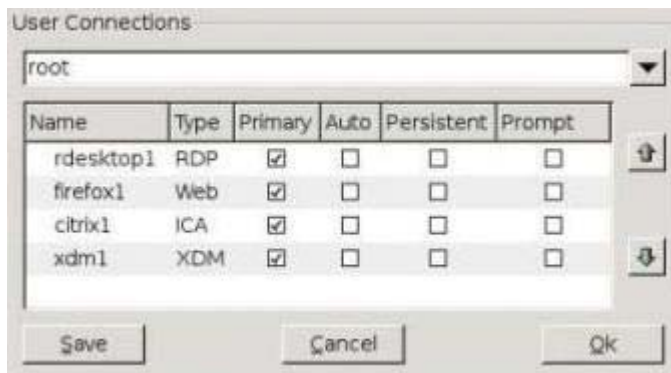 User Connections
root
Name Type Primary Auto Persistent Prompt
rdesktop1 RDP
firefox1 Web
citrix1 ICA
xdm1 XDM
Save Cancel Ok